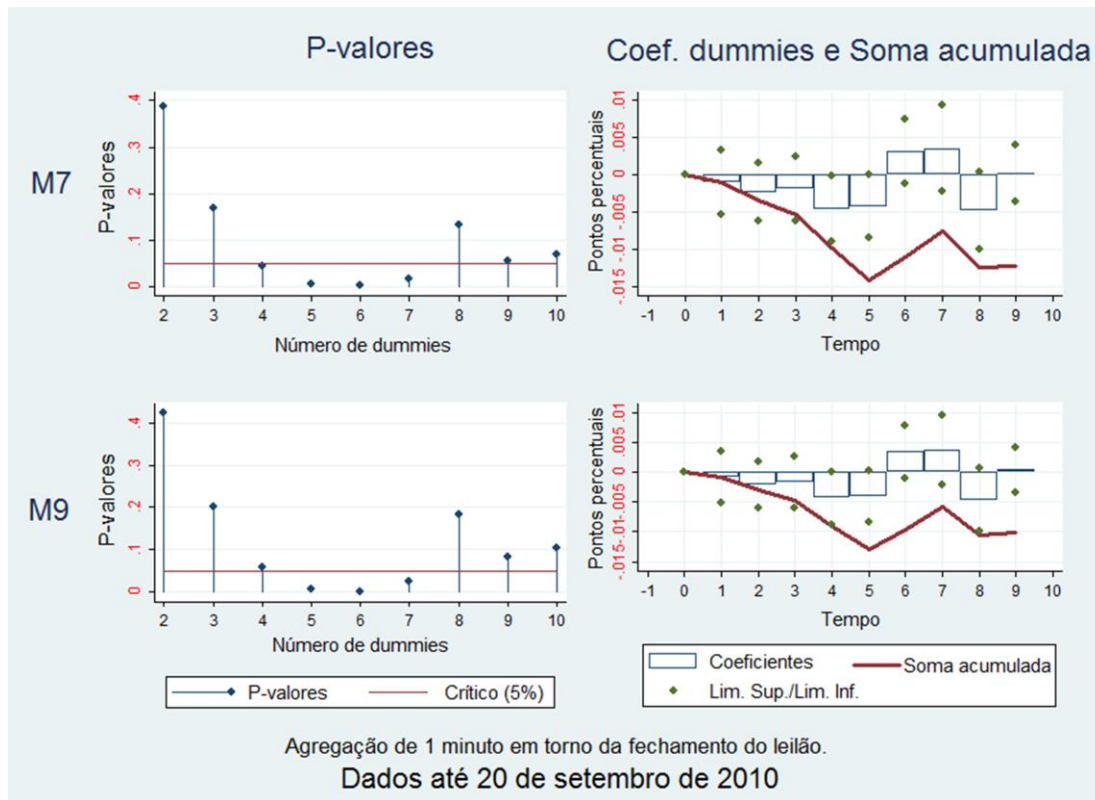 P-valores
Coef. dummies e Soma acumulada
M7
P-valores
.4
.3
.2
.1
0
2 3 4 5 6 7 8 9 10
Número de dummies
Pontos percentuais
.01
.005
0
-.005
-.01
-.015
-1 0 1 2 3 4 5 6 7 8 9 10
Tempo
M9
P-valores
.4
.3
.2
.1
0
2 3 4 5 6 7 8 9 10
Número de dummies
Pontos percentuais
.01
.005
0
-.005
-.01
-.015
-1 0 1 2 3 4 5 6 7 8 9 10
Tempo
P-valores Crítico (5%)
Coeficientes Soma acumulada
Lim. Sup./Lim. Inf.
Agregação de 1 minuto em torno da fechamento do leilão.
Dados até 20 de setembro de 2010